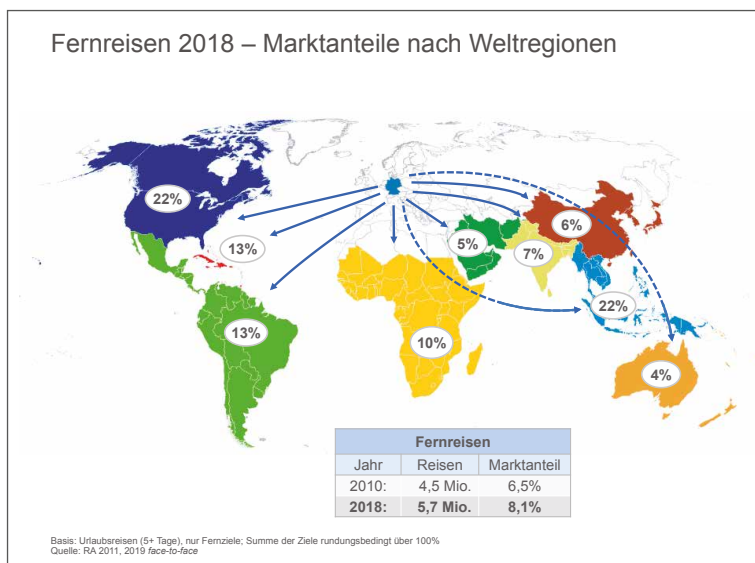 Fernreisen 2018 – Marktanteile nach Weltregionen
22%
13%
13%
10%
5%
7%
6%
22%
4%
Fernreisen
Jahr Reisen Marktanteil
2010: 4,5 Mio. 6,5%
2018: 5,7 Mio. 8,1%
Basis: Urlaubsreisen (5+ Tage), nur Fernziele; Summe der Ziele rundungsbedingt über 100%
Quelle: RA 2011, 2019 face-to-face